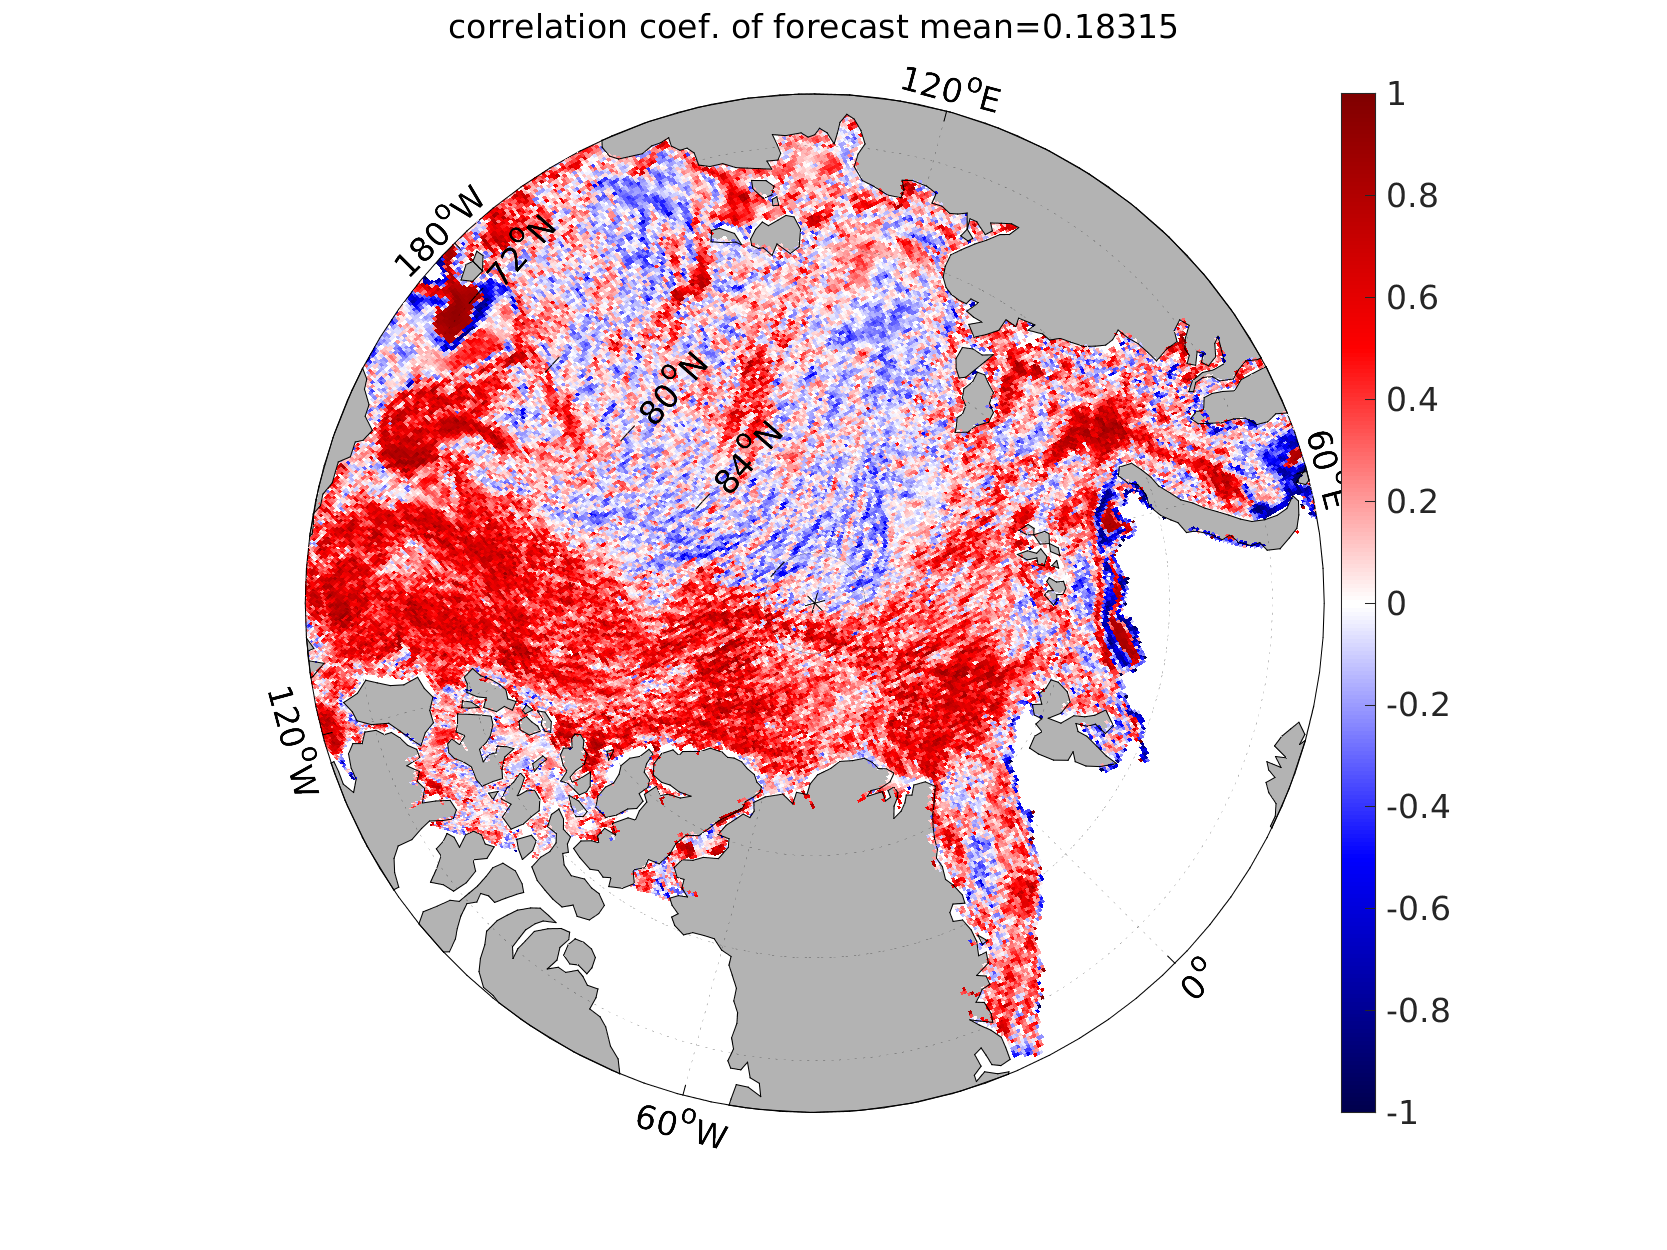 correlation coef. of forecast mean=0.18315
120°E
180°W
72°N
80°N
84°N
60°E
120°W
0°
60°W
1
0.8
0.6
0.4
0.2
0
-0.2
-0.4
-0.6
-0.8
-1